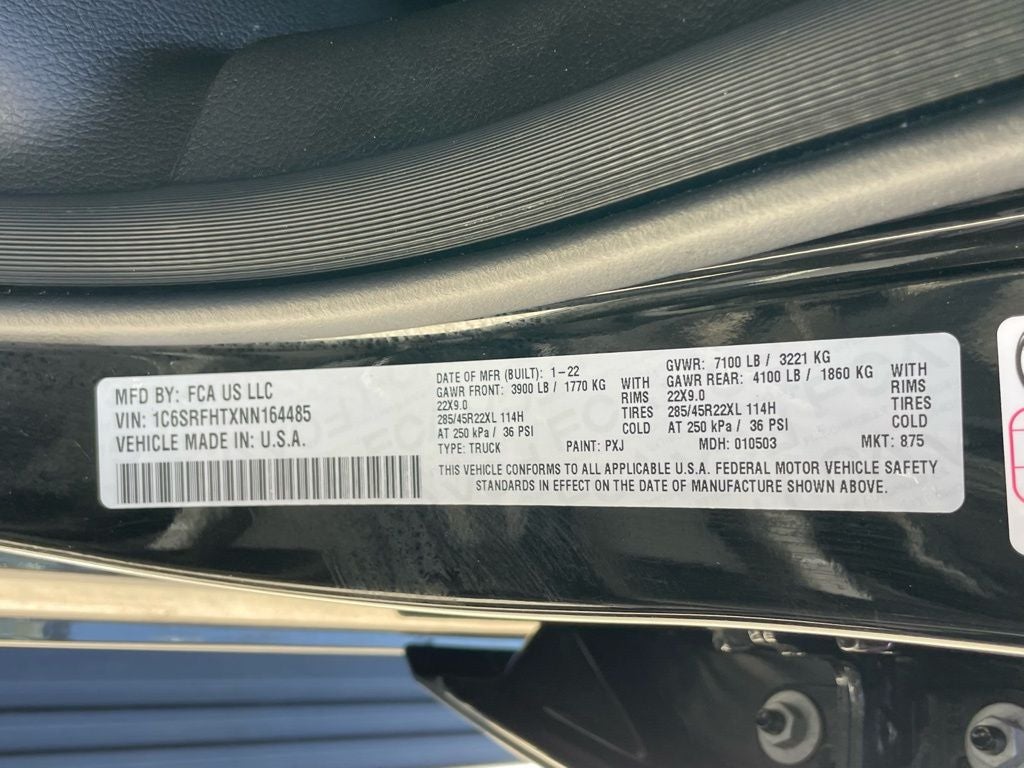 MFD BY: FCA US LLC
VIN: 1C6SRFHTXNN164485
VEHICLE MADE IN: U.S.A.
DATE OF MFR (BUILT): 1-22
GAWR FRONT: 3900 LB / 1770 KG WITH
22X9.0 RIMS
285/45R22XL 114H TIRES
AT 250 kPa / 36 PSI COLD
GVWR: 7100 LB / 3221 KG
GAWR REAR: 4100 LB / 1860 KG WITH
22X9.0 RIMS
285/45R22XL 114H TIRES
AT 250 kPa / 36 PSI COLD
TYPE: TRUCK PAINT: PXJ MDH: 010503 MKT: 875
THIS VEHICLE CONFORMS TO ALL APPLICABLE U.S.A. FEDERAL MOTOR VEHICLE SAFETY
STANDARDS IN EFFECT ON THE DATE OF MANUFACTURE SHOWN ABOVE.